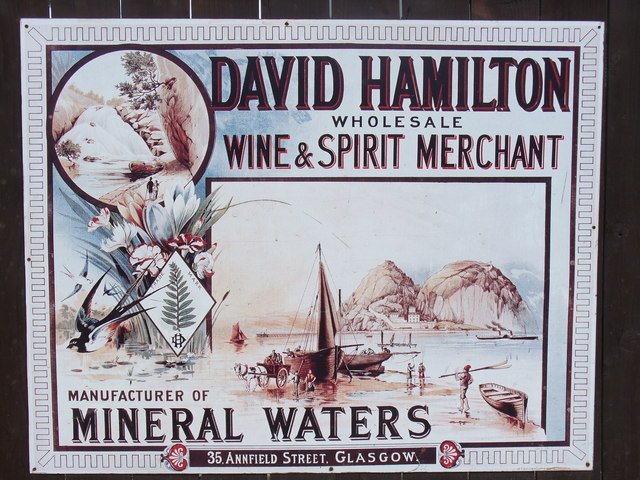 DAVID HAMILTON
WHOLESALE
WINE & SPIRIT MERCHANT
MANUFACTURER OF
MINERAL WATERS
35, ANNFIELD STREET, GLASGOW.